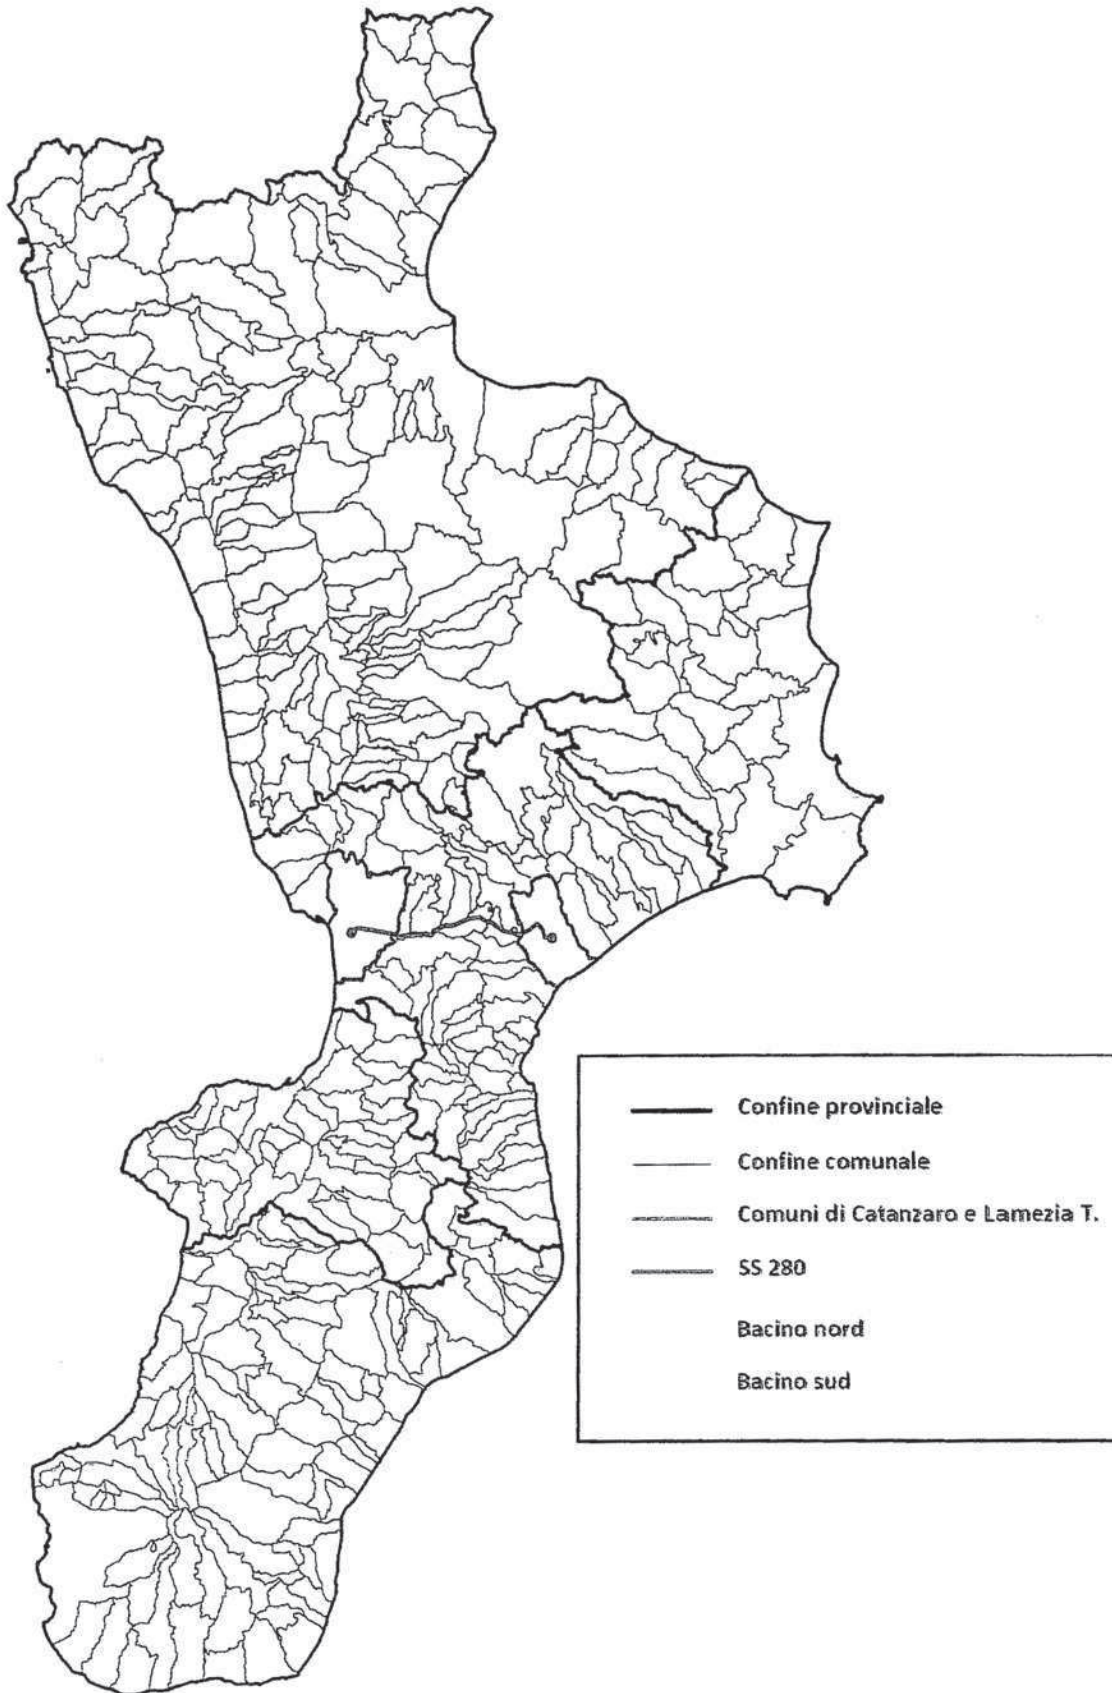 Confine provinciale
Confine comunale
Comuni di Catanzaro e Lamezia T.
SS 280
Bacino nord
Bacino sud